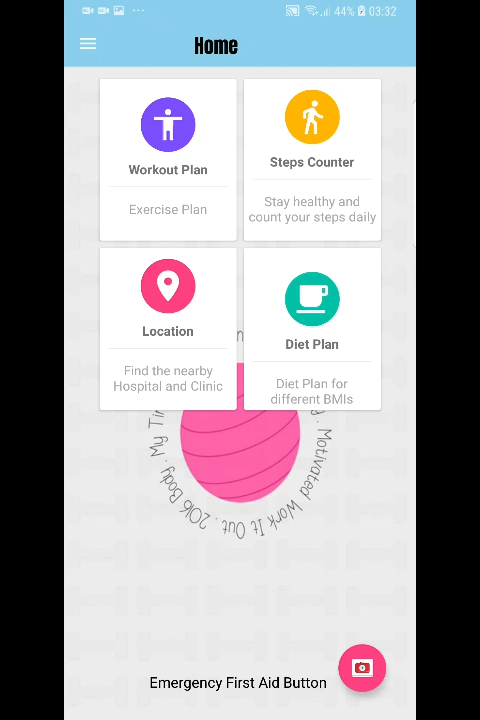 44% 03:32
Home
Workout Plan
Exercise Plan
Steps Counter
Stay healthy and
count your steps daily
Location
Find the nearby
Hospital and Clinic
Diet Plan
Diet Plan for
different BMIs
Motivated Work It Out . 2016 Body . My
Emergency First Aid Button